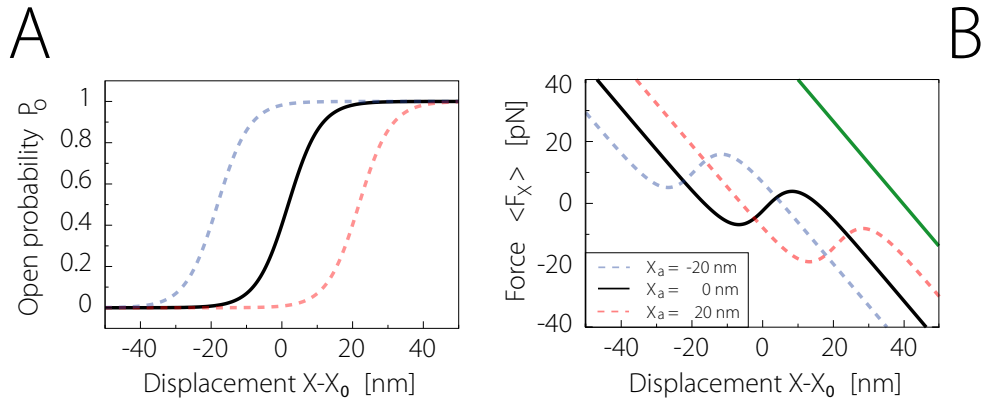 A
B
Open probability Po
1
0.8
0.6
0.4
0.2
0
-40
-20
0
20
40
Displacement X-X0 [nm]
Force <Fx> [pN]
40
20
0
-20
-40
Xa = -20 nm
Xa = 0 nm
Xa = 20 nm
-40
-20
0
20
40
Displacement X-X0 [nm]